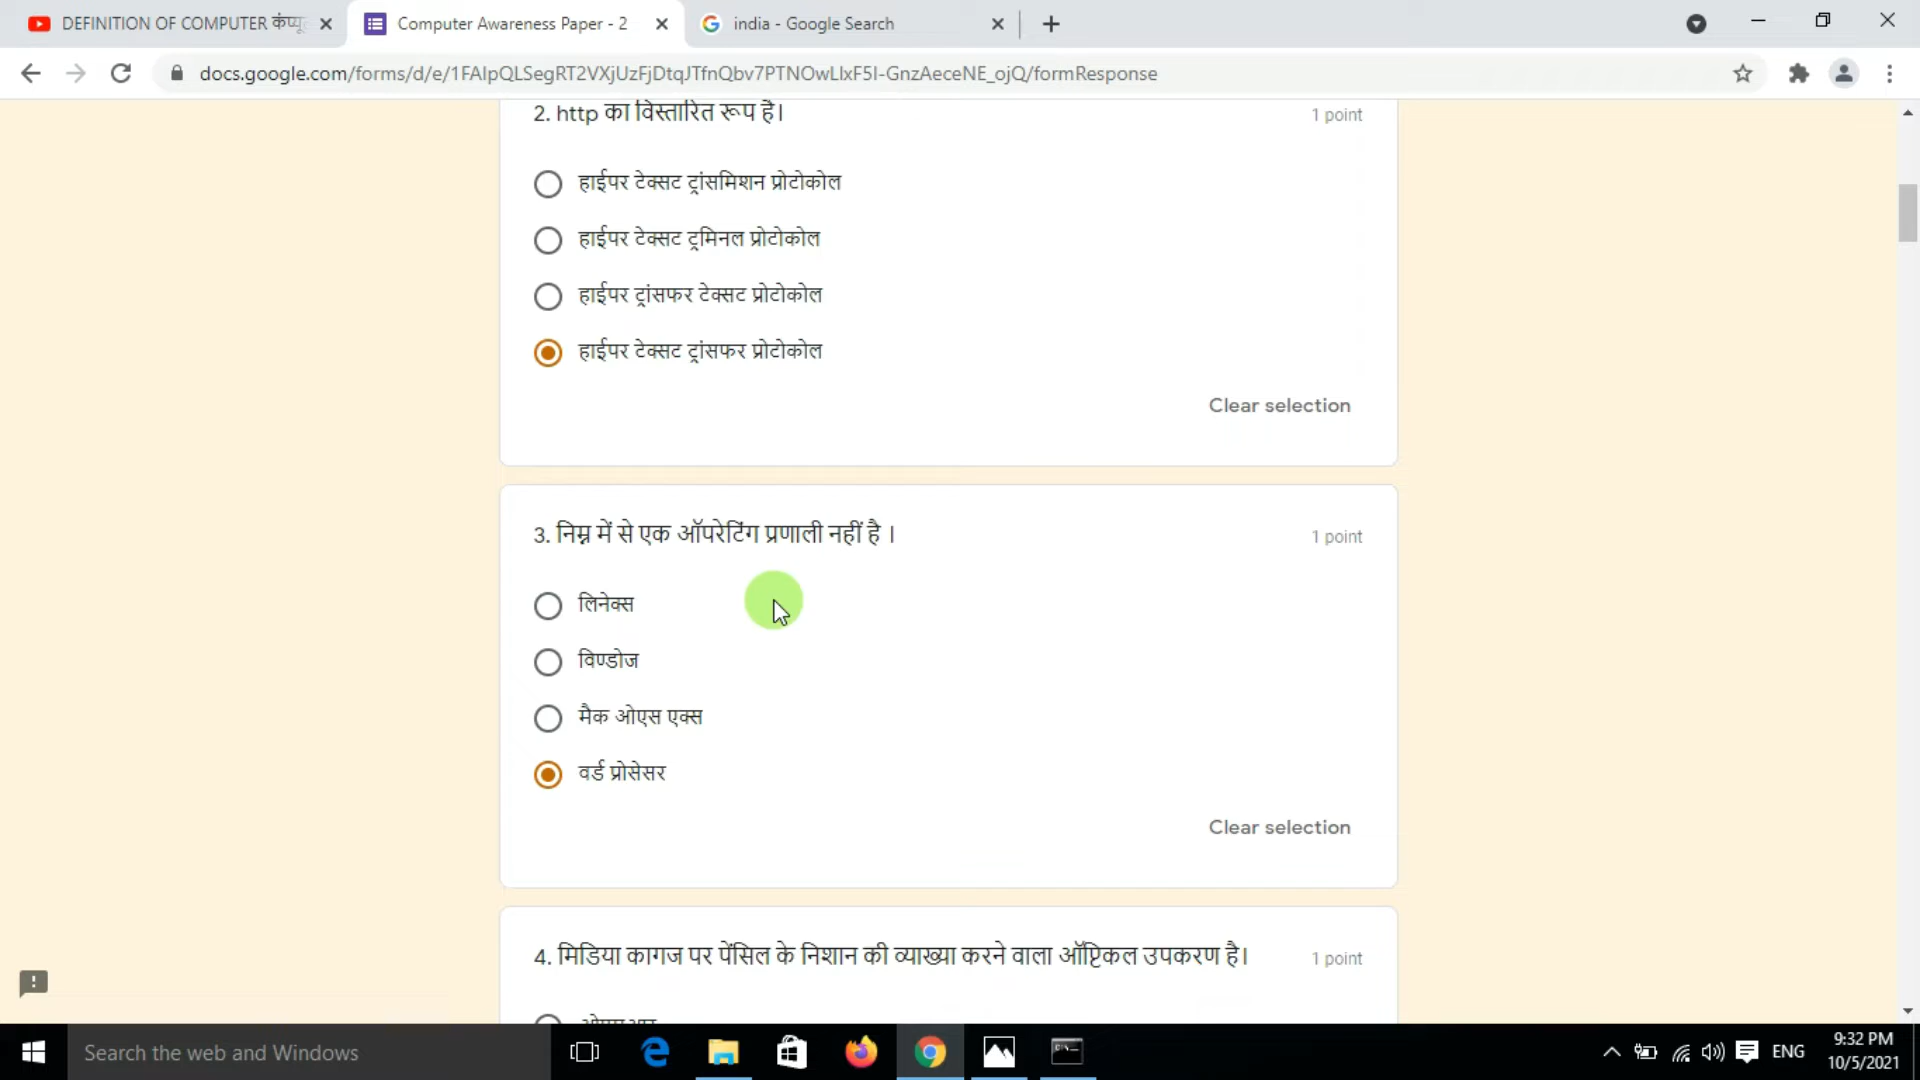 DEFINITION OF COMPUTER
Computer Awareness Paper - 2
india - Google Search
docs.google.com/forms/d/e/1FAIpQLSegRT2VXjUzFjDtqJTfnQbv7PTNOwLlxF5I-GnzAeceNE_ojQ/formResponse
2. http का विस्तारित रूप है। 1 point
हाईपर टेक्सट ट्रांसमिशन प्रोटोकोल
हाईपर टेक्सट ट्रमिनल प्रोटोकोल
हाईपर ट्रांसफर टेक्सट प्रोटोकोल
हाईपर टेक्सट ट्रांसफर प्रोटोकोल
Clear selection
3. निम्न में से एक ऑपरेटिंग प्रणाली नहीं है । 1 point
लिनेक्स
विण्डोज
मैक ओएस एक्स
वर्ड प्रोसेसर
Clear selection
4. मिडिया कागज पर पेंसिल के निशान की व्याख्या करने वाला ऑप्टिकल उपकरण है। 1 point
Search the web and Windows
ENG
9:32 PM
10/5/2021